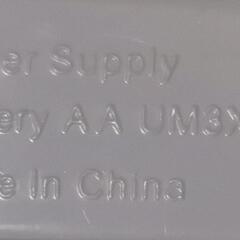 er Supply
ery AA UM3X
e In China